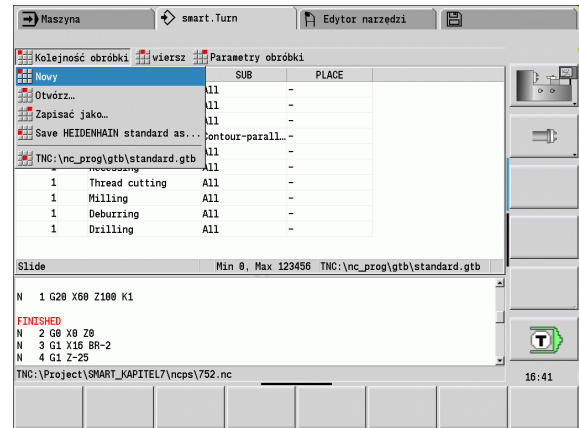 Maszyna smart.Turn Edytor narzędzi
Kolejność obróbki wiersz Parametry obróbki
Nowy SUB PLACE
Otwórz… All -
All -
Zapisać jako… All -
Save HEIDENHAIN standard as... Contour-parall… -
All -
TNC:\nc_prog\gtb\standard.gtb All -
1 Recessing All -
1 Thread cutting All -
1 Milling All -
1 Deburring All -
1 Drilling All -
Slide Min 0, Max 123456 TNC:\nc_prog\gtb\standard.gtb
N 1 G20 X60 Z100 K1
FINISHED
N 2 G0 X0 Z0
N 3 G1 X16 BR-2
N 4 G1 Z-25
TNC:\Project\SMART_KAPITEL7\ncps\752.nc
T
16:41